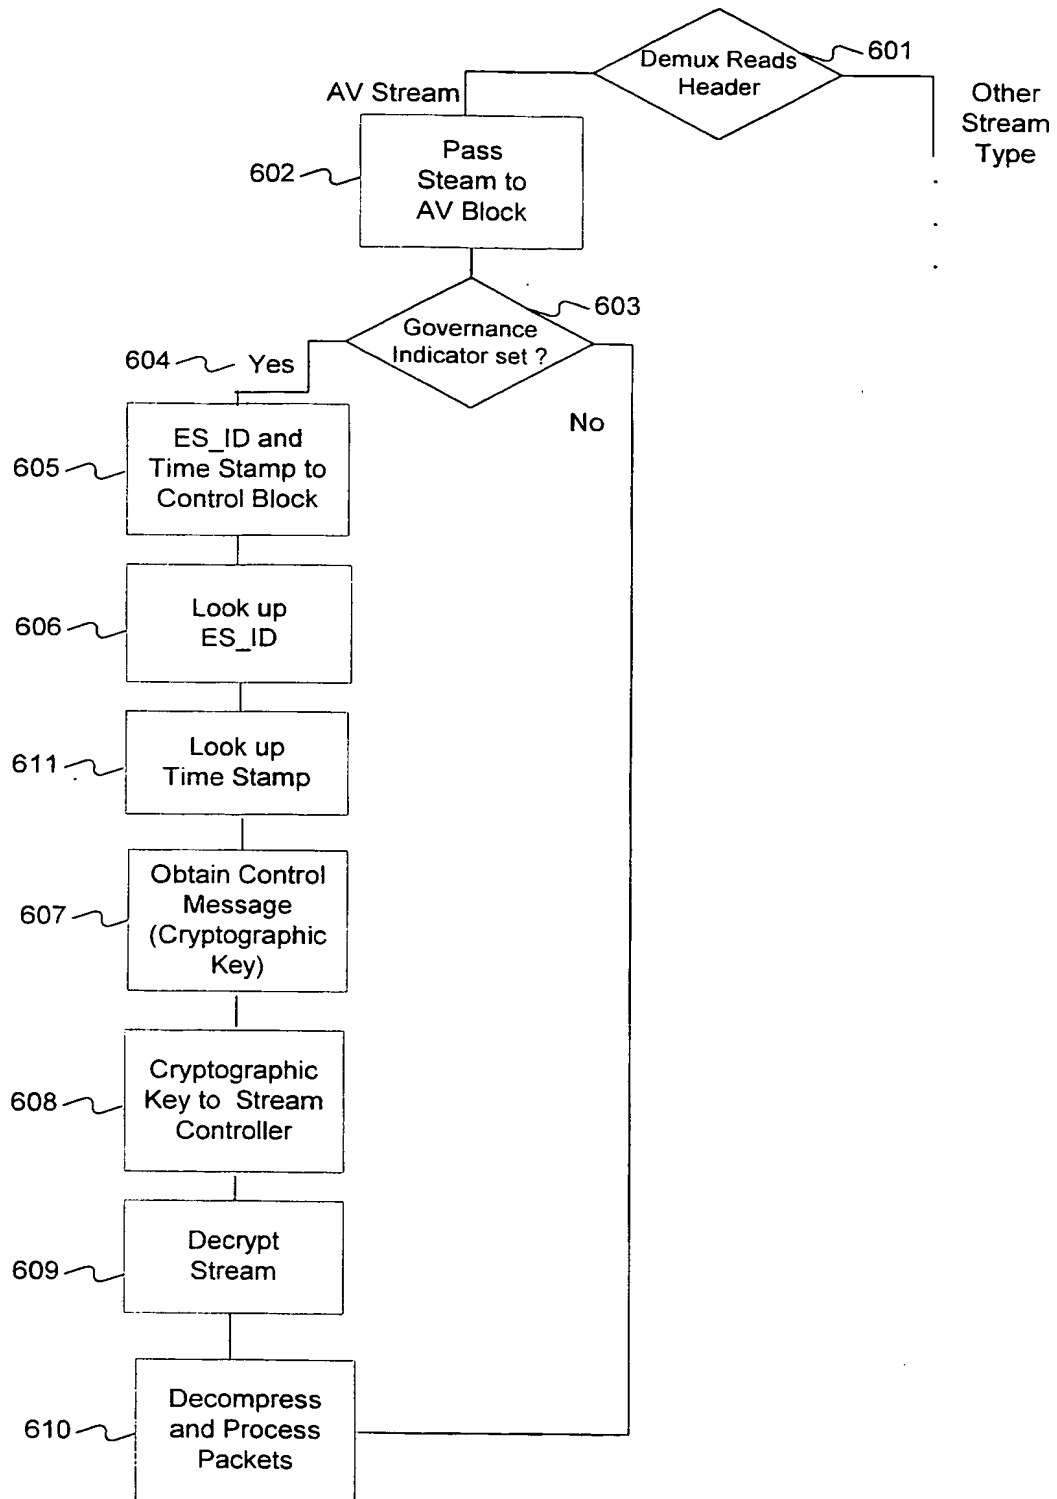 Demux Reads
Header
601
AV Stream
Other
Stream
Type
Pass
Steam to
AV Block
602
603
Governance
Indicator set ?
604
Yes
No
ES_ID and
Time Stamp to
Control Block
605
Look up
ES_ID
606
Look up
Time Stamp
611
Obtain Control
Message
(Cryptographic
Key)
607
Cryptographic
Key to Stream
Controller
608
Decrypt
Stream
609
Decompress
and Process
Packets
610